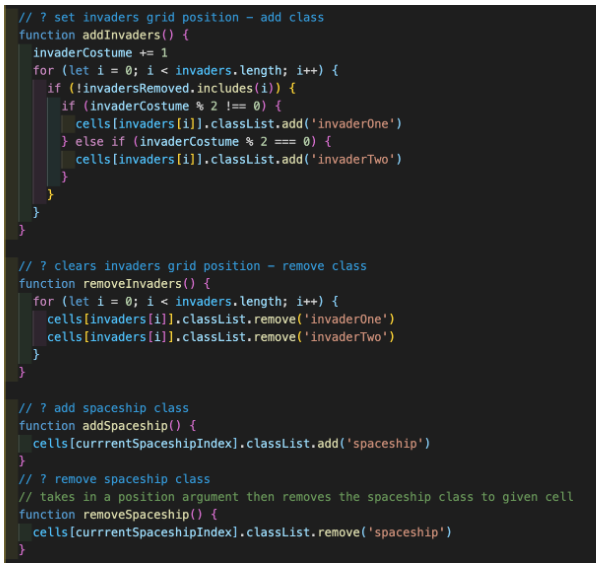 // ? set invaders grid position – add class
function addInvaders() {
  invaderCostume += 1
  for (let i = 0; i < invaders.length; i++) {
    if (!invadersRemoved.includes(i)) {
      if (invaderCostume % 2 !== 0) {
        cells[invaders[i]].classList.add('invaderOne')
      } else if (invaderCostume % 2 === 0) {
        cells[invaders[i]].classList.add('invaderTwo')
      }
    }
  }
}

// ? clears invaders grid position – remove class
function removeInvaders() {
  for (let i = 0; i < invaders.length; i++) {
    cells[invaders[i]].classList.remove('invaderOne')
    cells[invaders[i]].classList.remove('invaderTwo')
  }
}

// ? add spaceship class
function addSpaceship() {
  cells[currrentSpaceshipIndex].classList.add('spaceship')
}
// ? remove spaceship class
// takes in a position argument then removes the spaceship class to given cell
function removeSpaceship() {
  cells[currrentSpaceshipIndex].classList.remove('spaceship')
}